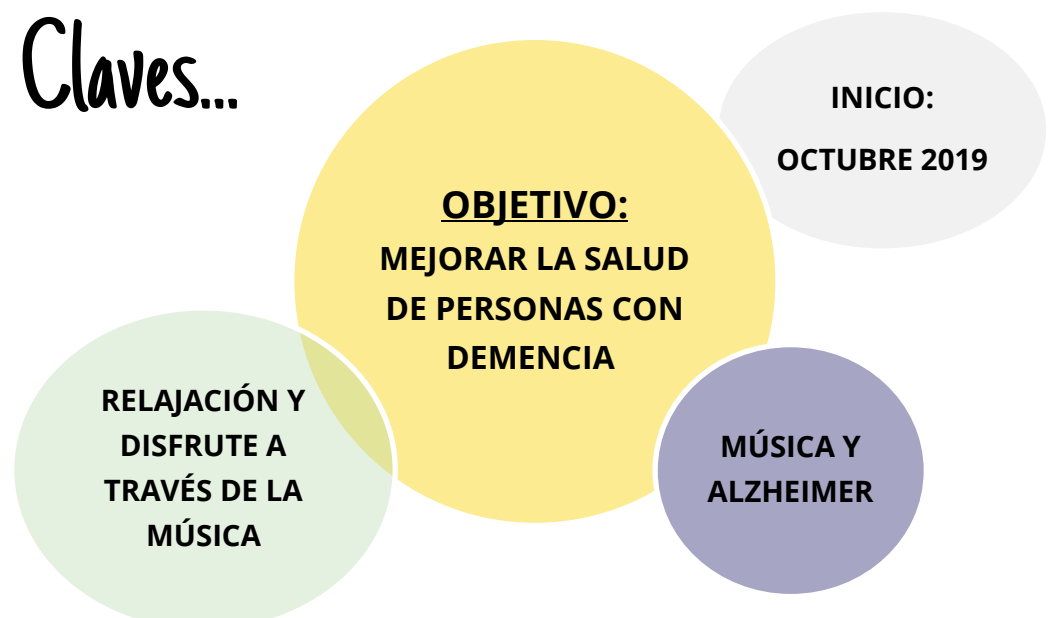 Claves...
INICIO:
OCTUBRE 2019
OBJETIVO:
MEJORAR LA SALUD
DE PERSONAS CON
DEMENCIA
RELAJACIÓN Y
DISFRUTE A
TRAVÉS DE LA
MÚSICA
MÚSICA Y
ALZHEIMER